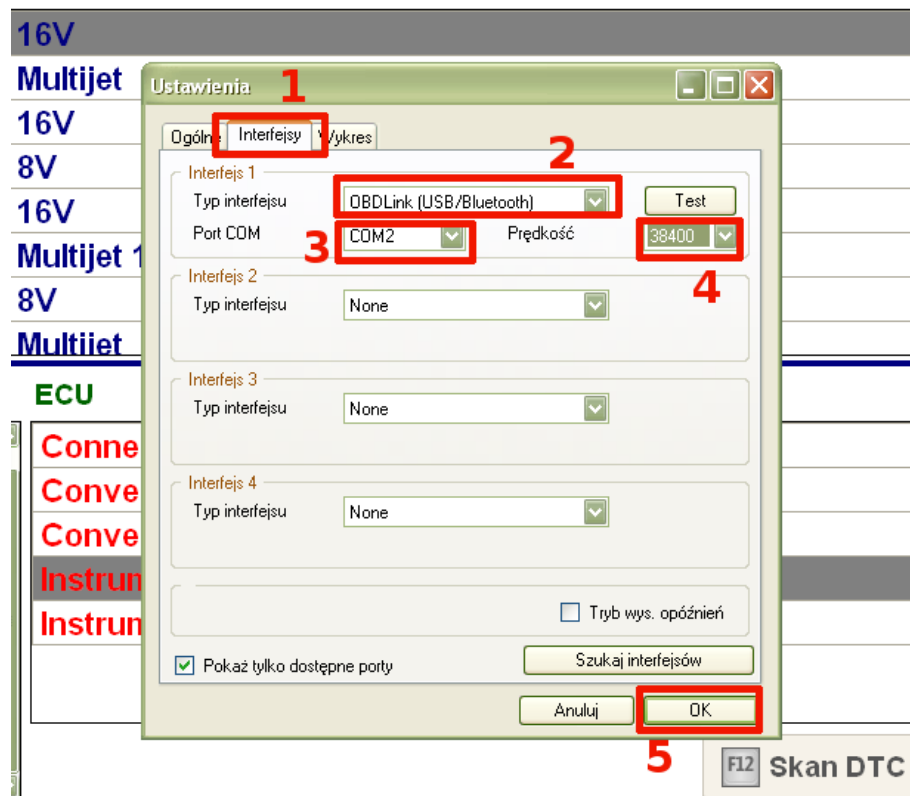 16V
Multijet
16V
8V
16V
Multijet 1
8V
Multijet
ECU
Conne
Conve
Conve
Instrun
Instrun
Ustawienia
1
Ogólne
Interfejsy
Wykres
2
Interfejs 1
Typ interfejsu
OBDLink (USB/Bluetooth)
Test
3
Port COM
COM2
Prędkość
38400
4
Interfejs 2
Typ interfejsu
None
Interfejs 3
Typ interfejsu
None
Interfejs 4
Typ interfejsu
None
Tryb wys. opóźnień
Pokaż tylko dostępne porty
Szukaj interfejsów
Anuluj
OK
5
F12 Skan DTC